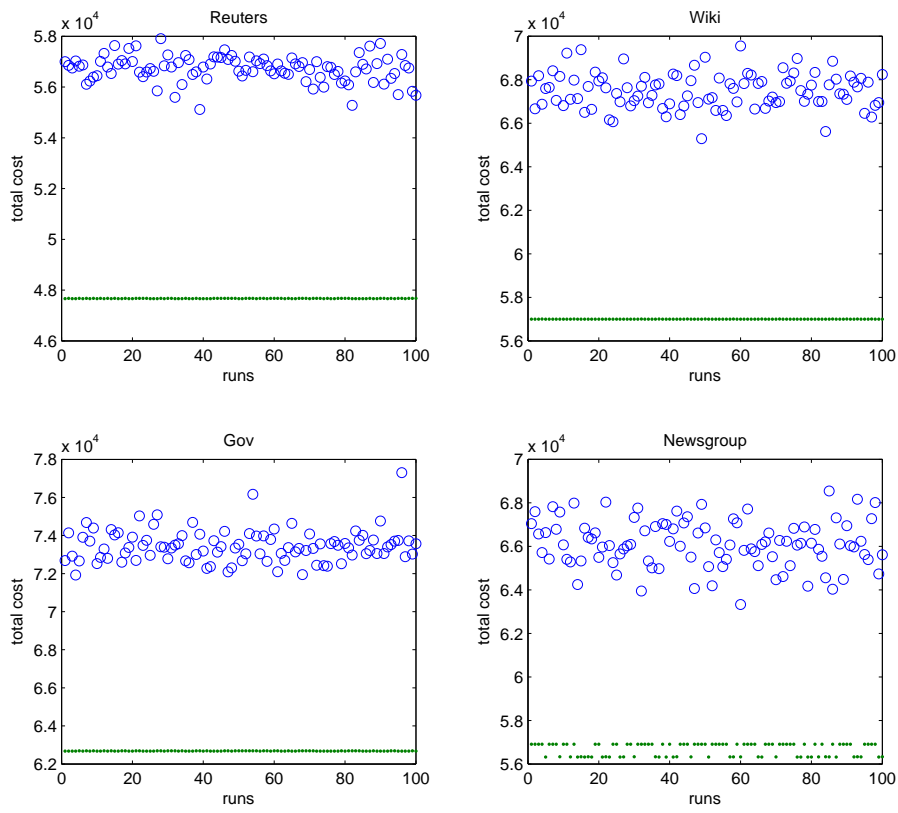 Reuters
x 10^4
5.8
5.6
5.4
5.2
5
4.8
4.6
total cost
0 20 40 60 80 100
runs
Wiki
x 10^4
7
6.8
6.6
6.4
6.2
6
5.8
5.6
total cost
0 20 40 60 80 100
runs
Gov
x 10^4
7.8
7.6
7.4
7.2
7
6.8
6.6
6.4
6.2
total cost
0 20 40 60 80 100
runs
Newsgroup
x 10^4
7
6.8
6.6
6.4
6.2
6
5.8
5.6
total cost
0 20 40 60 80 100
runs